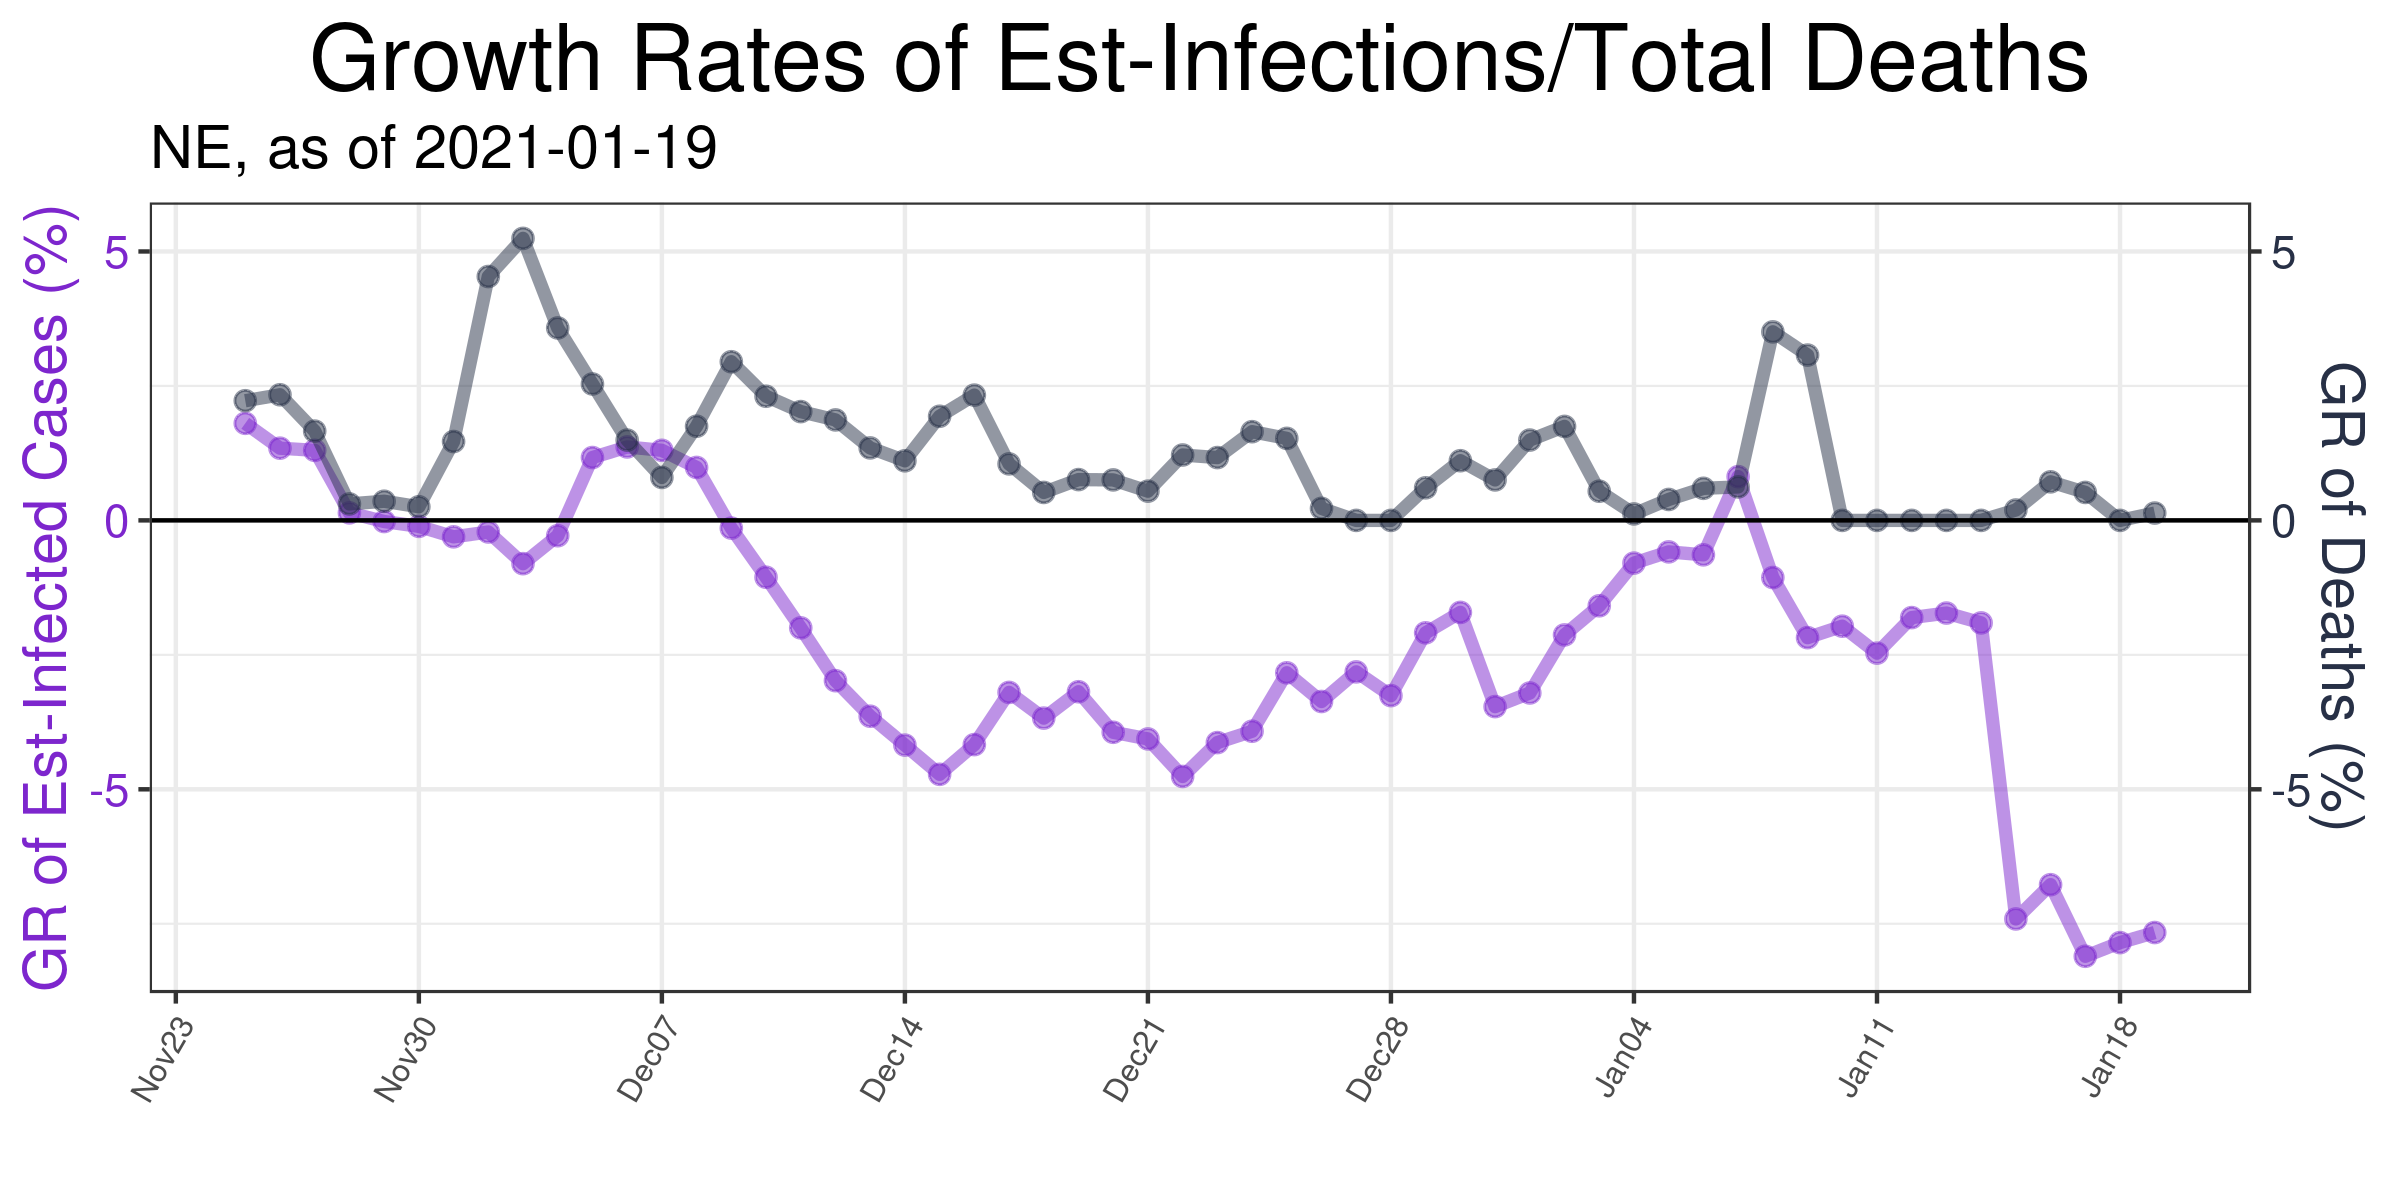 Growth Rates of Est-Infections/Total Deaths
NE, as of 2021-01-19
GR of Est-Infected Cases (%)
5
0
-5
5
0
-5
GR of Deaths (%)
Nov23
Nov30
Dec07
Dec14
Dec21
Dec28
Jan04
Jan11
Jan18